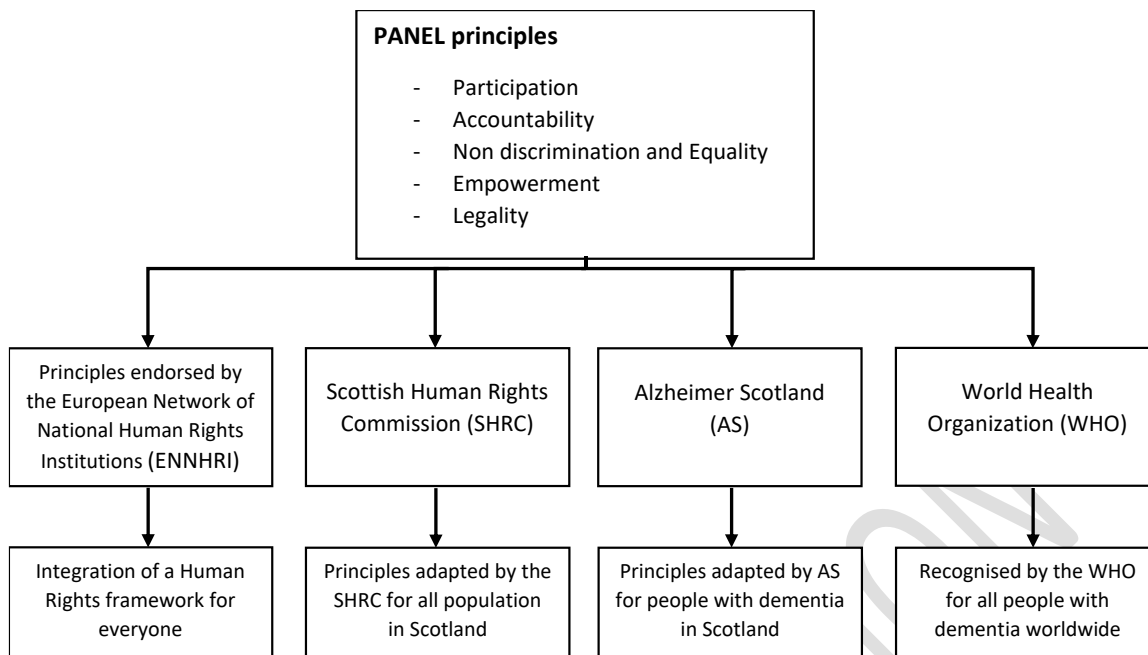 PANEL principles
- Participation
- Accountability
- Non discrimination and Equality
- Empowerment
- Legality
Principles endorsed by
the European Network of
National Human Rights
Institutions (ENNHRI)
Scottish Human Rights
Commission (SHRC)
Alzheimer Scotland
(AS)
World Health
Organization (WHO)
Integration of a Human
Rights framework for
everyone
Principles adapted by the
SHRC for all population
in Scotland
Principles adapted by AS
for people with dementia
in Scotland
Recognised by the WHO
for all people with
dementia worldwide